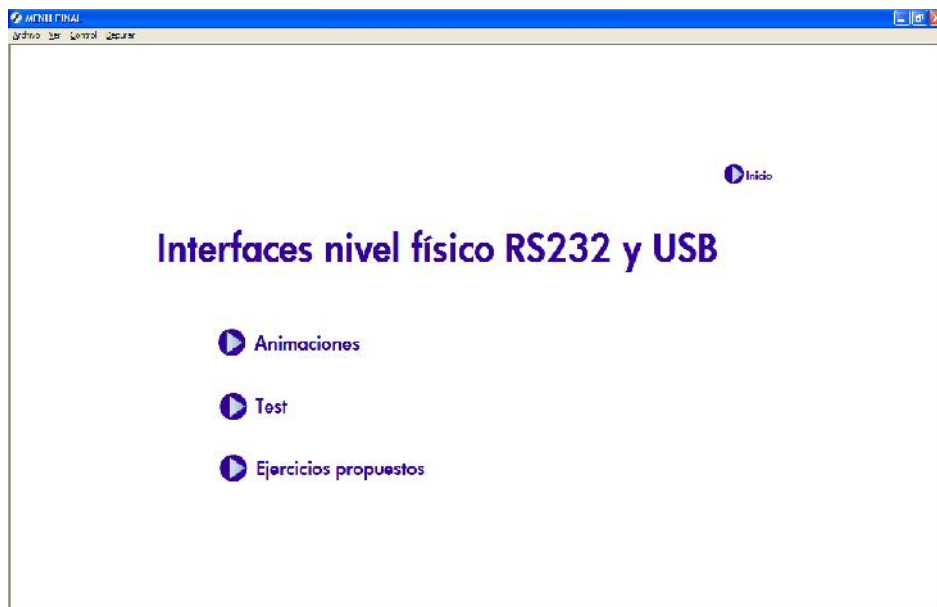 MENU FINAL
Archivo Ver Control Depurar
Inicio
Interfaces nivel físico RS232 y USB
Animaciones
Test
Ejercicios propuestos